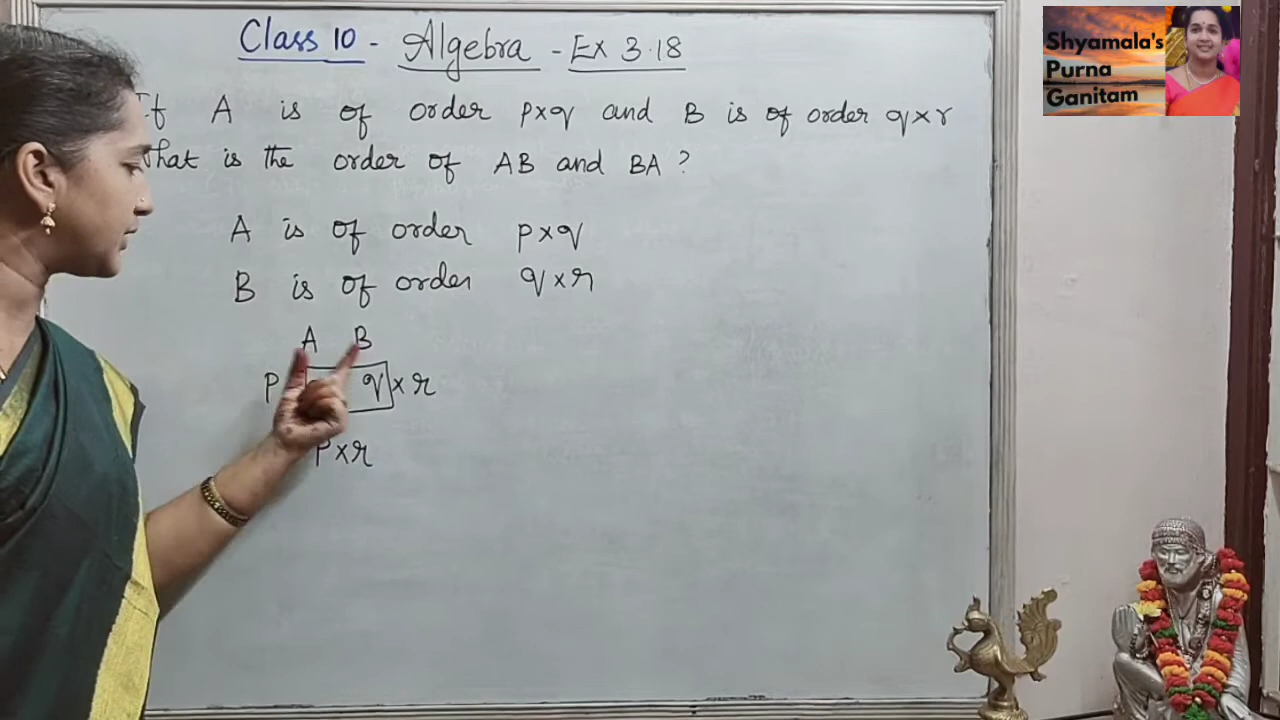 Class 10 - Algebra - Ex 3.18
If A is of order p×q and B is of order q×r
What is the order of AB and BA ?
A is of order p×q
B is of order q×r
A B
P q × r
p×r
Shyamala's
Purna
Ganitam